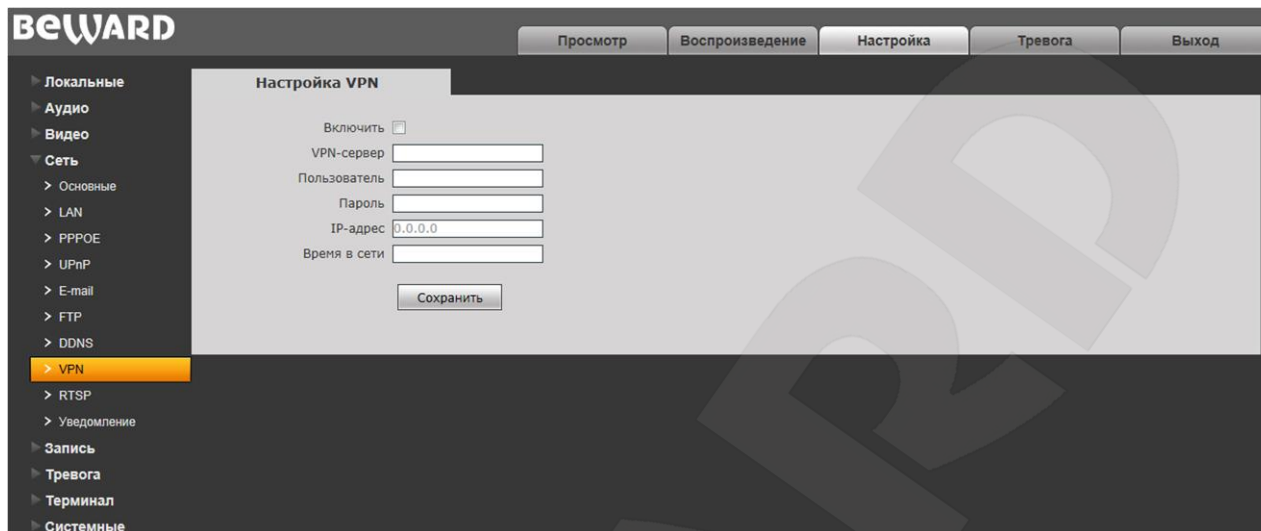 BEWARD
Просмотр Воспроизведение Настройка Тревога Выход
Локальные
Аудио
Видео
Сеть
Основные
LAN
PPPOE
UPnP
E-mail
FTP
DDNS
VPN
RTSP
Уведомление
Запись
Тревога
Терминал
Системные
Настройка VPN
Включить
VPN-сервер
Пользователь
Пароль
IP-адрес 0.0.0.0
Время в сети
Сохранить